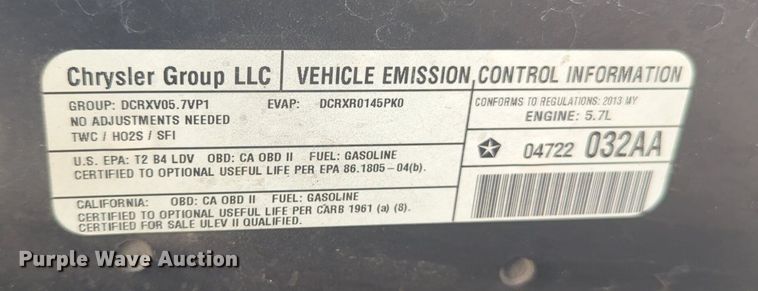 Chrysler Group LLC
VEHICLE EMISSION CONTROL INFORMATION
GROUP: DCRXV05.7VP1 EVAP: DCRXR0145PK0
NO ADJUSTMENTS NEEDED
TWC / HO2S / SFI
CONFORMS TO REGULATIONS: 2013 MY
ENGINE: 5.7L
U.S. EPA: T2 B4 LDV OBD: CA OBD II FUEL: GASOLINE
CERTIFIED TO OPTIONAL USEFUL LIFE PER EPA 86.1805-04(b).
04722 032AA
CALIFORNIA: OBD: CA OBD II FUEL: GASOLINE
CERTIFIED TO OPTIONAL USEFUL LIFE PER CARB 1961 (a) (8).
CERTIFIED FOR SALE ULEV II QUALIFIED.
Purple Wave Auction